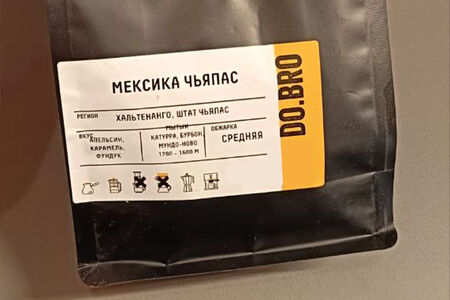 МЕКСИКА ЧЬЯПАС
РЕГИОН ХАЛЬТЕНАНГО, ШТАТ ЧЬЯПАС
ВКУС
АПЕЛЬСИН,
КАРАМЕЛЬ,
ФУНДУК
МЫТЫЙ
КАТУРРА, БУРБОН,
МУНДО-НОВО
1200 - 1600 М
ОБЖАРКА
СРЕДНЯЯ
DO.BRO